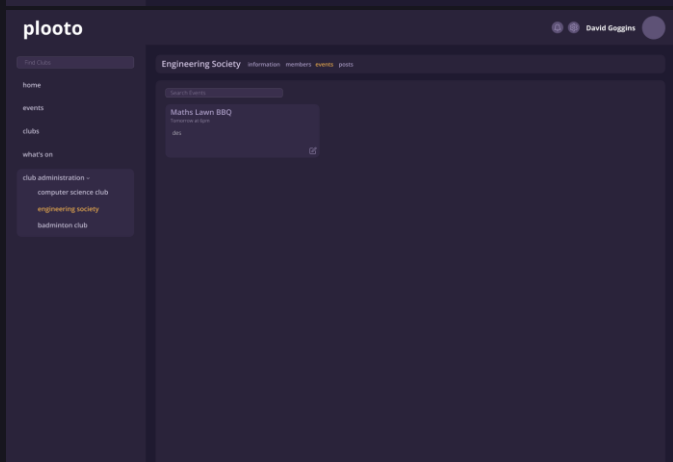 plooto
David Goggins
Find Clubs
home
events
clubs
what's on
club administration –
computer science club
engineering society
badminton club
Engineering Society information members events posts
Search Events
Maths Lawn BBQ
Tomorrow at 5pm
des